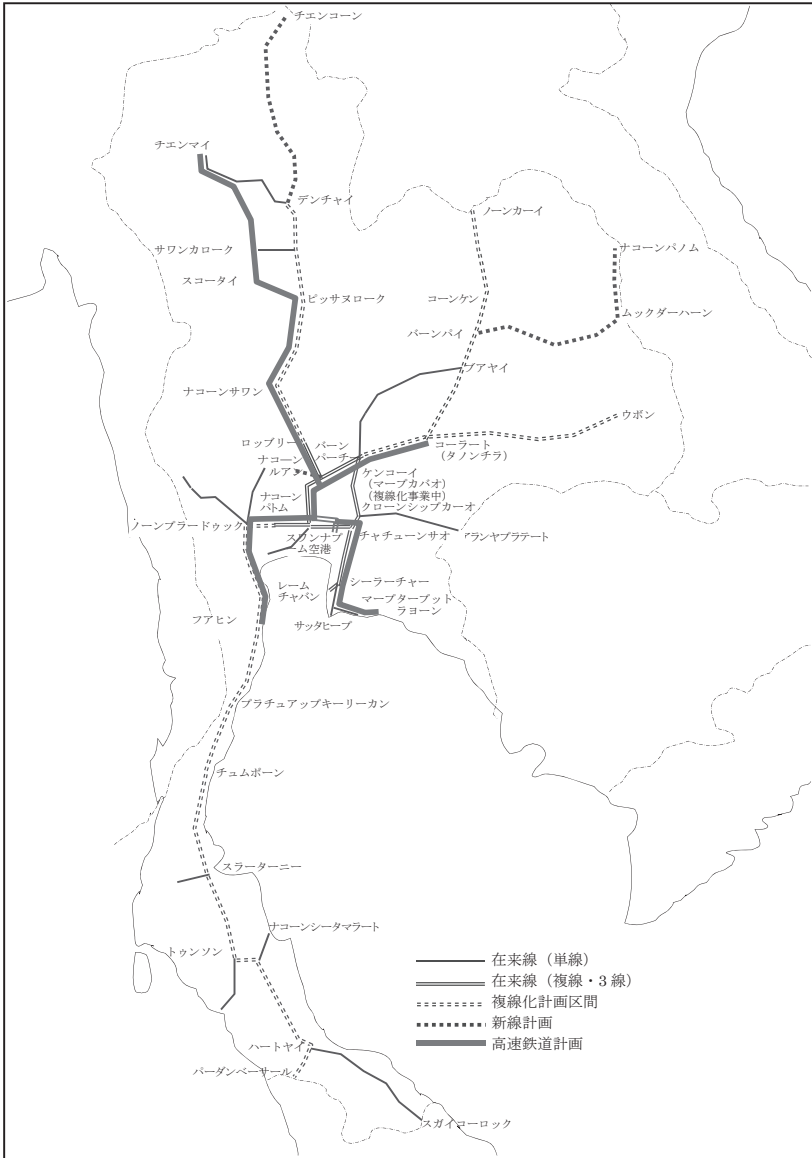 チエンコーン
チエンマイ
デンチャイ
ノーンカーイ
サワンカローク
ナコーンパノム
スコータイ
ピッサヌローク
コーンケン
ムックダーハーン
バーンパイ
ブアヤイ
ナコーンサワン
ウボン
ロップリー
バーン
パーチー
コーラート
(タノンチラ)
ナコーン
ルアン
ケンコーイ
(マープカバオ)
(複線化事業中)
ナコーン
パトム
クローンシップカーオ
ノーンプラードゥック
スワンナプ
ーム空港
チャチューンサオ
アランヤプラテート
レーム
チャバン
シーラーチャー
マープタープット
ラヨーン
フアヒン
サッタヒープ
プラチュアップキーリーカン
チュムポーン
スラーターニー
ナコーンシータマラート
トゥンソン
在来線（単線）
在来線（複線・3 線）
複線化計画区間
新線計画
高速鉄道計画
ハートヤイ
パーダンベーサール
スガイコーロック